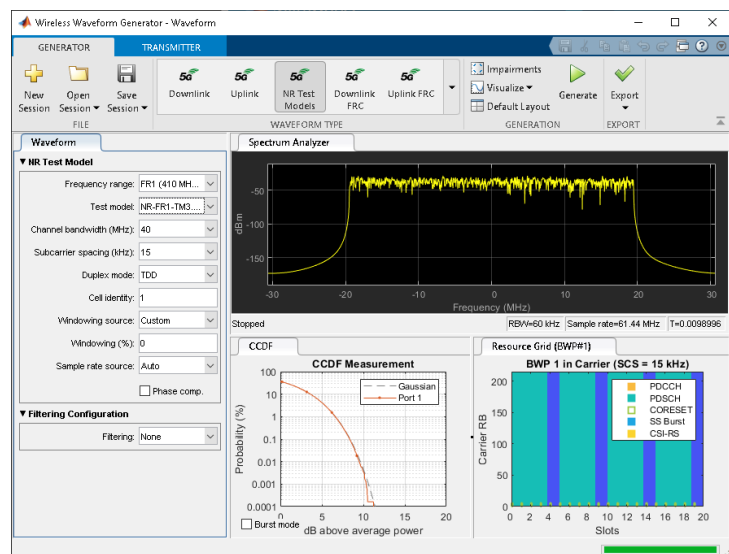 Wireless Waveform Generator - Waveform
GENERATOR
TRANSMITTER
New Session
Open Session
Save Session
FILE
5G
Downlink
5G
Uplink
5G
NR Test Models
5G
Downlink FRC
5G
Uplink FRC
WAVEFORM TYPE
Impairments
Visualize
Default Layout
Generate
GENERATION
Export
EXPORT
Waveform
NR Test Model
Frequency range: FR1 (410 MH...
Test model: NR-FR1-TM3....
Channel bandwidth (MHz): 40
Subcarrier spacing (kHz): 15
Duplex mode: TDD
Cell identity: 1
Windowing source: Custom
Windowing (%): 0
Sample rate source: Auto
Phase comp.
Filtering Configuration
Filtering: None
Spectrum Analyzer
dBm
-50
-100
-150
-30 -20 -10 0 10 20 30
Frequency (MHz)
Stopped
RBW=60 kHz
Sample rate=61.44 MHz
T=0.0098996
CCDF
CCDF Measurement
Gaussian
Port 1
Probability (%)
100
10
1
0.1
0.01
0.001
0.0001
0 5 10 15 20
dB above average power
Burst mode
Resource Grid (BWP#1)
BWP 1 in Carrier (SCS = 15 kHz)
PDCCH
PDSCH
CORESET
SS Burst
CSI-RS
Carrier RB
200
150
100
50
0
0 2 4 6 8 10 12 14 16 18 20
Slots